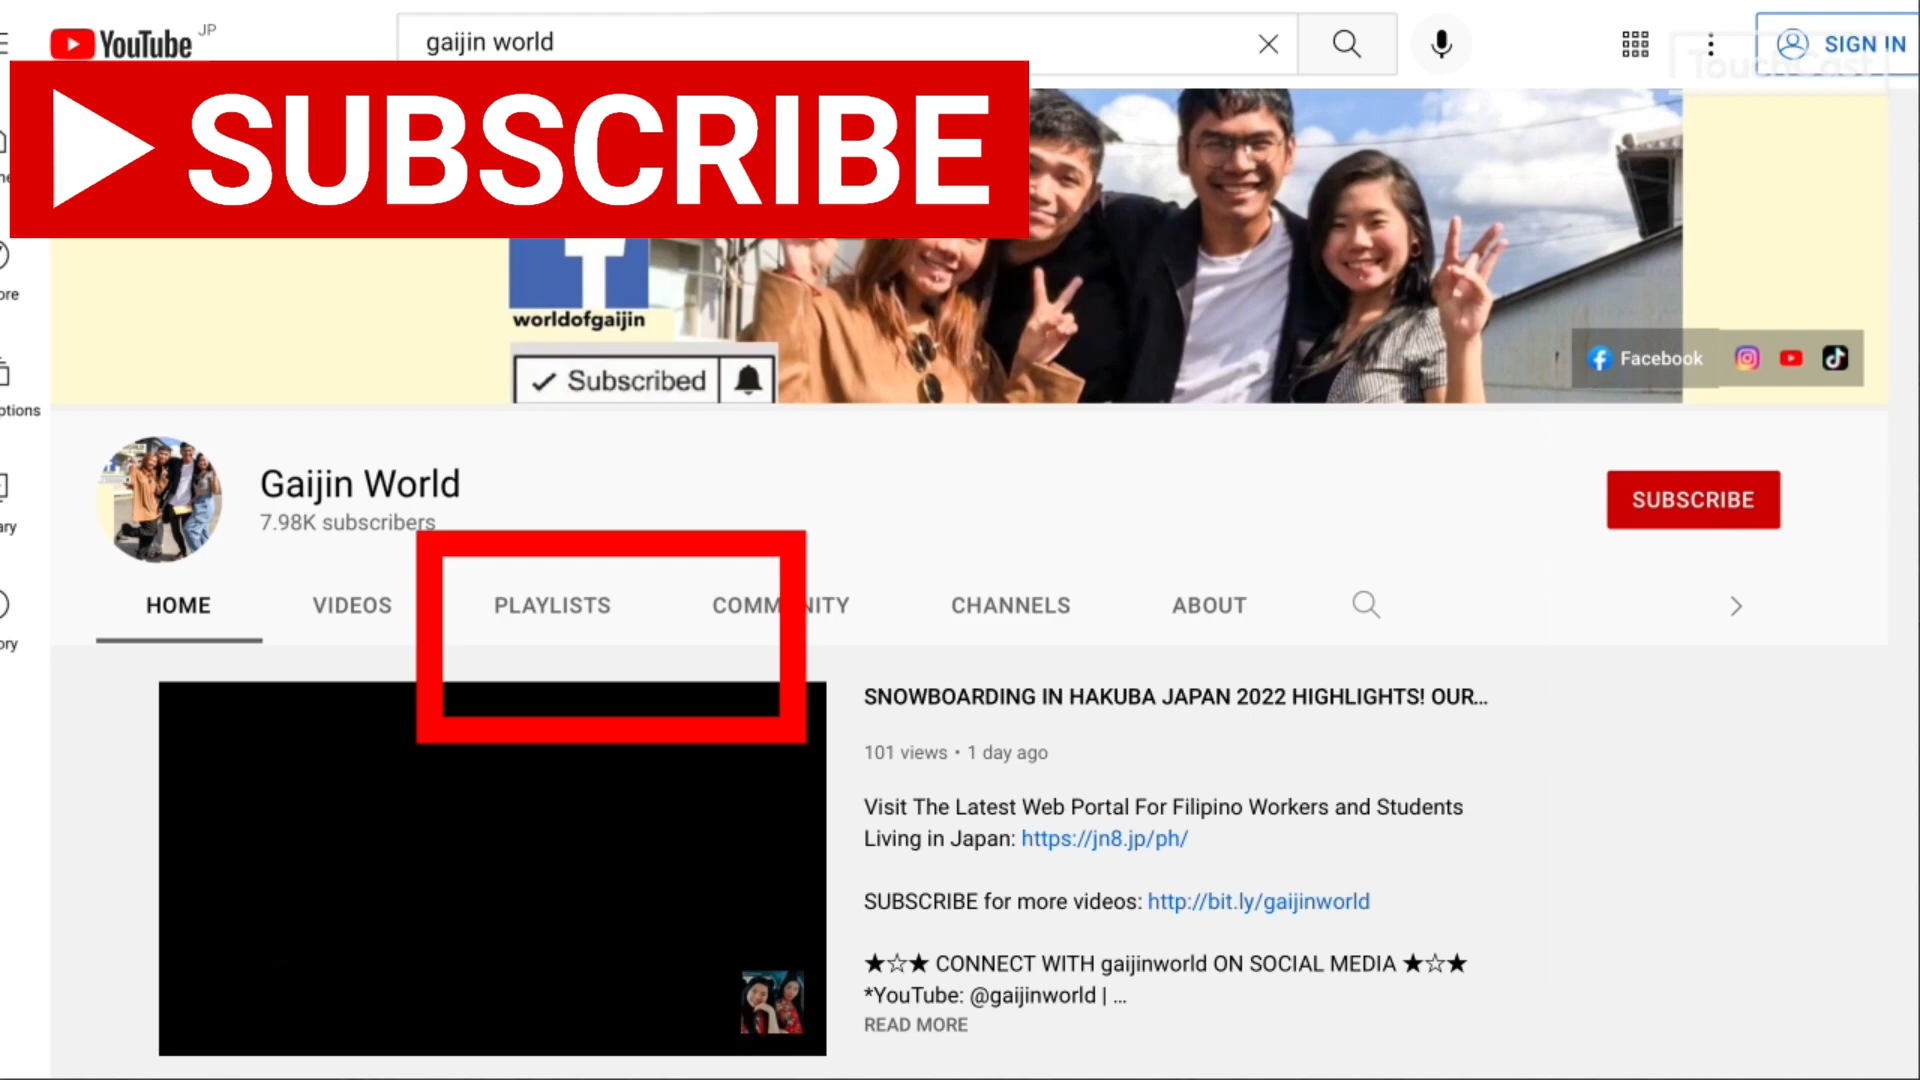 YouTube JP
gaijin world
SIGN IN
TouchCast
SUBSCRIBE
worldofgaijin
Subscribed
Facebook
Gaijin World
7.98K subscribers
SUBSCRIBE
HOME VIDEOS PLAYLISTS COMMUNITY CHANNELS ABOUT
SNOWBOARDING IN HAKUBA JAPAN 2022 HIGHLIGHTS! OUR...
101 views • 1 day ago
Visit The Latest Web Portal For Filipino Workers and Students
Living in Japan: https://jn8.jp/ph/
SUBSCRIBE for more videos: http://bit.ly/gaijinworld
★☆★ CONNECT WITH gaijinworld ON SOCIAL MEDIA ★☆★
*YouTube: @gaijinworld | ...
READ MORE